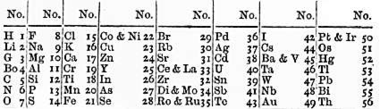 No. No. No. No. No. No. No. No.
H 1 F 8 Cl 15 Co & Ni 22 Br 29 Pd 36 I 42 Pt & Ir 50
Li 2 Na 9 K 16 Cu 23 Rb 30 Ag 37 Cs 44 Os 51
G 3 Mg 10 Ca 17 Zn 24 Sr 31 Cd 38 Ba & V 45 Hg 52
Bo 4 Al 11 Cr 19 Y 25 Ce & La 33 U 40 Ta 46 Tl 53
C 5 Si 12 Ti 18 In 26 Zr 32 Sn 39 W 47 Pb 54
N 6 P 13 Mn 20 As 27 Di & Mo 34 Sb 41 Nb 48 Bi 55
O 7 S 14 Fe 21 Se 28 Ro & Ru 35 Te 43 Au 49 Th 56